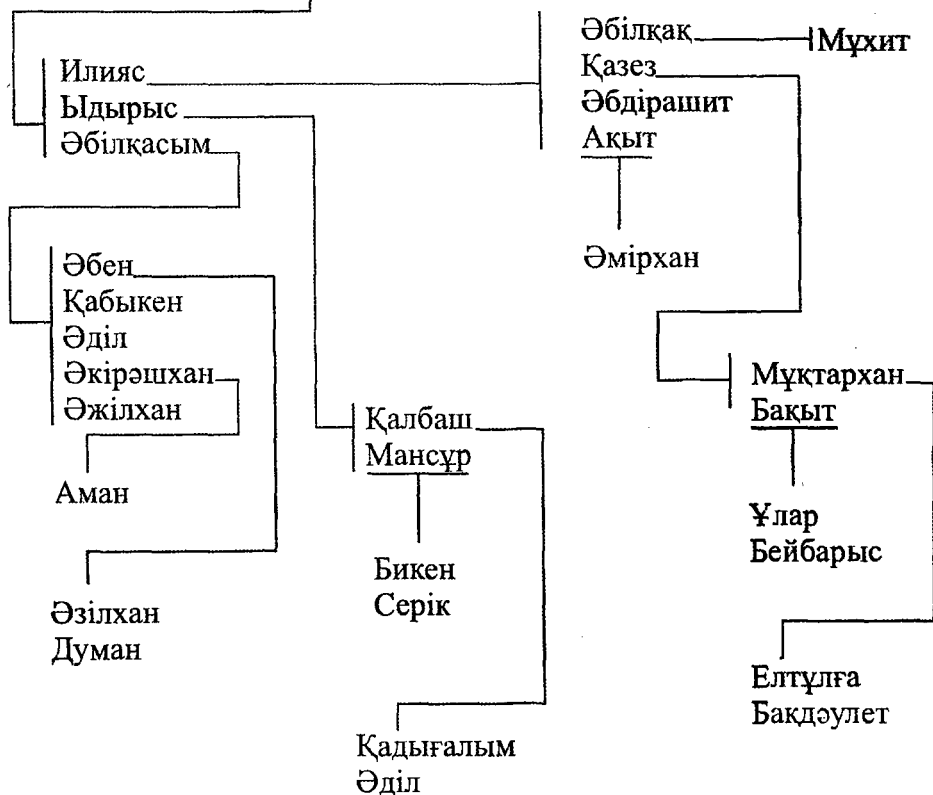 Әбілқақ
Мұхит
Қазез
Әбдірашит
Ақыт
Әмірхан
Илияс
Ыдырыс
Әбілқасым
Әбен
Қабыкен
Әділ
Әкірәшхан
Әжілхан
Аман
Әзілхан
Думан
Қалбаш
Мансұр
Бикен
Серік
Қадығалым
Әділ
Мұқтархан
Бақыт
Ұлар
Бейбарыс
Елтұлға
Бақдәулет